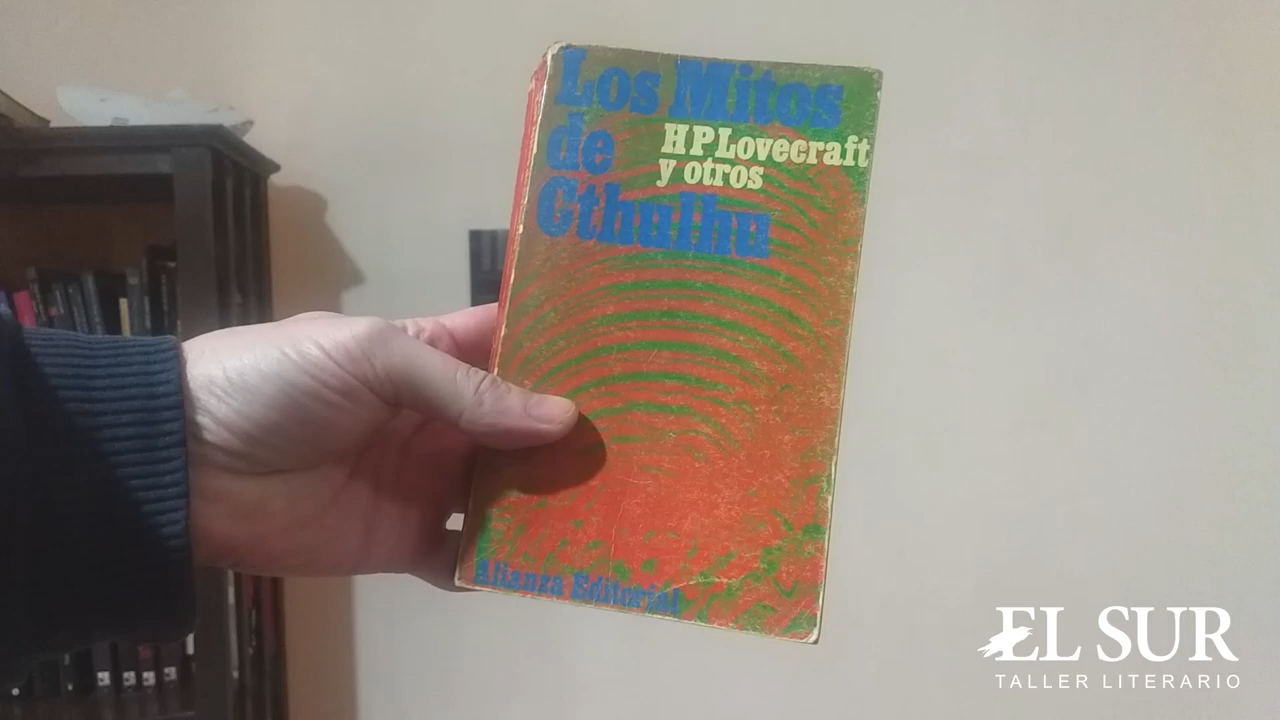 Los Mitos
de
Cthulhu
HPLovecraft
y otros
Alianza Editorial
EL SUR
TALLER LITERARIO